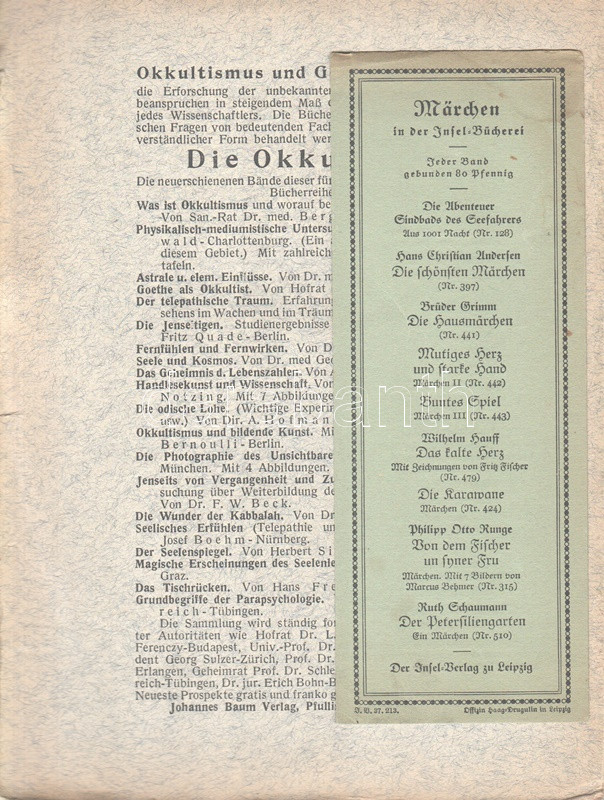 Okkultismus und G
die Erforschung der unbekannten
beanspruchen in steigendem Maß
jedes Wissenschaftlers. Die Büche
schen Fragen von bedeutenden Fach
verständlicher Form behandelt wer
Die Okku
Die neuerschienenen Bände dieser für
Bücherreihe
Was ist Okkultismus und worauf be
Von San.-Rat Dr. med. Berg
Physikalisch-mediumistische Untersu
wald-Charlottenburg. (Ein
diesem Gebiet.) Mit zahlreich
tafeln.
Astrale u. elem. Einflüsse. Von Dr. m
Goethe als Okkultist. Von Hofrat
Der telepathische Traum. Erfahrun
sehens im Wachen und im Träum
Die Jenseitigen. Studienergebnisse
Fritz Quade-Berlin.
Fernfühlen und Fernwirken. Von D
Seele und Kosmos. Von Dr. med Geo
Das Geheimnis d. Lebenszahlen. Von A
Handlesekunst und Wissenschaft. Von
Notzing. Mit 7 Abbildungen
Die odische Lohe. (Wichtige Experim
usw.) Von Dir. A. Hofman
Okkultismus und bildende Kunst. Mi
Bernoulli-Berlin.
Die Photographie des Unsichtbare
München. Mit 4 Abbildungen.
Jenseits von Vergangenheit und Zu
suchung über Weiterbildung de
Von Dr. F. W. Beck.
Die Wunder der Kabbalah. Von Dr
Seelisches Erfühlen (Telepathie un
Josef Boehm-Nürnberg.
Der Seelenspiegel. Von Herbert Si
Magische Erscheinungen des Seelenle
Graz.
Das Tischrücken. Von Hans Fre
Grundbegriffe der Parapsychologie.
reich-Tübingen.
Die Sammlung wird ständig for
ter Autoritäten wie Hofrat Dr. L.
Ferenczy-Budapest, Univ.-Prof. Dr.
dent Georg Sulzer-Zürich, Prof. Dr.
Erlangen, Geheimrat Prof. Dr. Schle
reich-Tübingen, Dr. jur. Erich Bohn-B
Neueste Prospekte gratis und franko
Johannes Baum Verlag, Pfulli
Märchen
in der Insel-Bücherei
Jeder Band
gebunden 80 Pfennig
Die Abenteuer
Sindbads des Seefahrers
Aus 1001 Nacht (Nr. 128)
Hans Christian Andersen
Die schönsten Märchen
(Nr. 397)
Brüder Grimm
Die Hausmärchen
(Nr. 441)
Mutiges Herz
und starke Hand
Märchen II (Nr. 442)
Buntes Spiel
Märchen III (Nr. 443)
Wilhelm Hauff
Das kalte Herz
Mit Zeichnungen von Fritz Fischer
(Nr. 479)
Die Karawane
Märchen (Nr. 424)
Philipp Otto Runge
Von dem Fischer
un syner Fru
Märchen. Mit 7 Bildern von
Marcus Behmer (Nr. 315)
Ruth Schaumann
Der Petersiliengarten
Ein Märchen (Nr. 510)
Der Insel-Verlag zu Leipzig
37. 213.
Offizin Haag-Drugulin in Leipzig